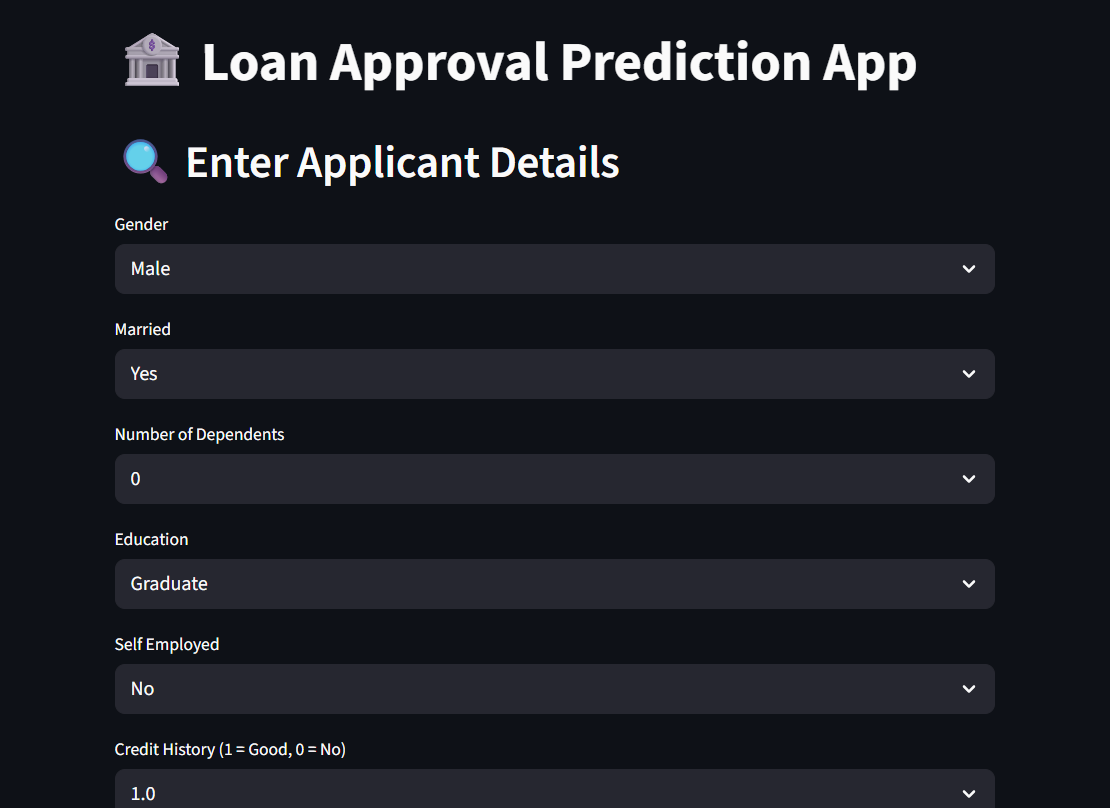 Loan Approval Prediction App
Enter Applicant Details
Gender
Male
Married
Yes
Number of Dependents
0
Education
Graduate
Self Employed
No
Credit History (1 = Good, 0 = No)
1.0